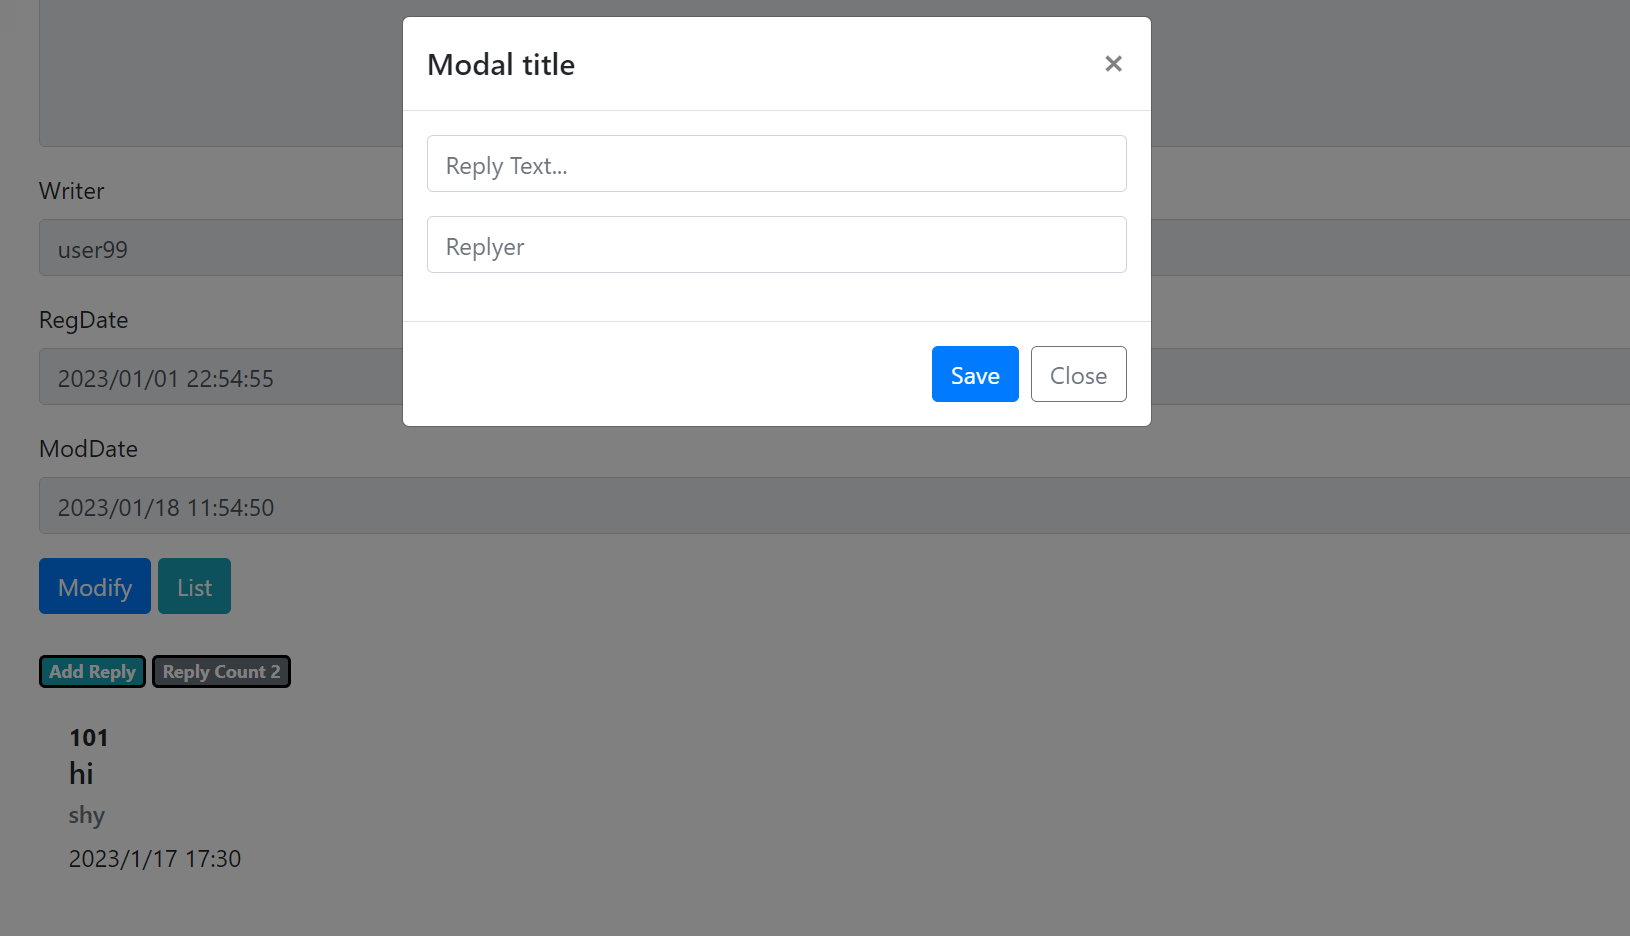 Modal title ×
Reply Text...
Replyer
Save Close
Writer
user99
RegDate
2023/01/01 22:54:55
ModDate
2023/01/18 11:54:50
Modify List
Add Reply Reply Count 2
101
hi
shy
2023/1/17 17:30